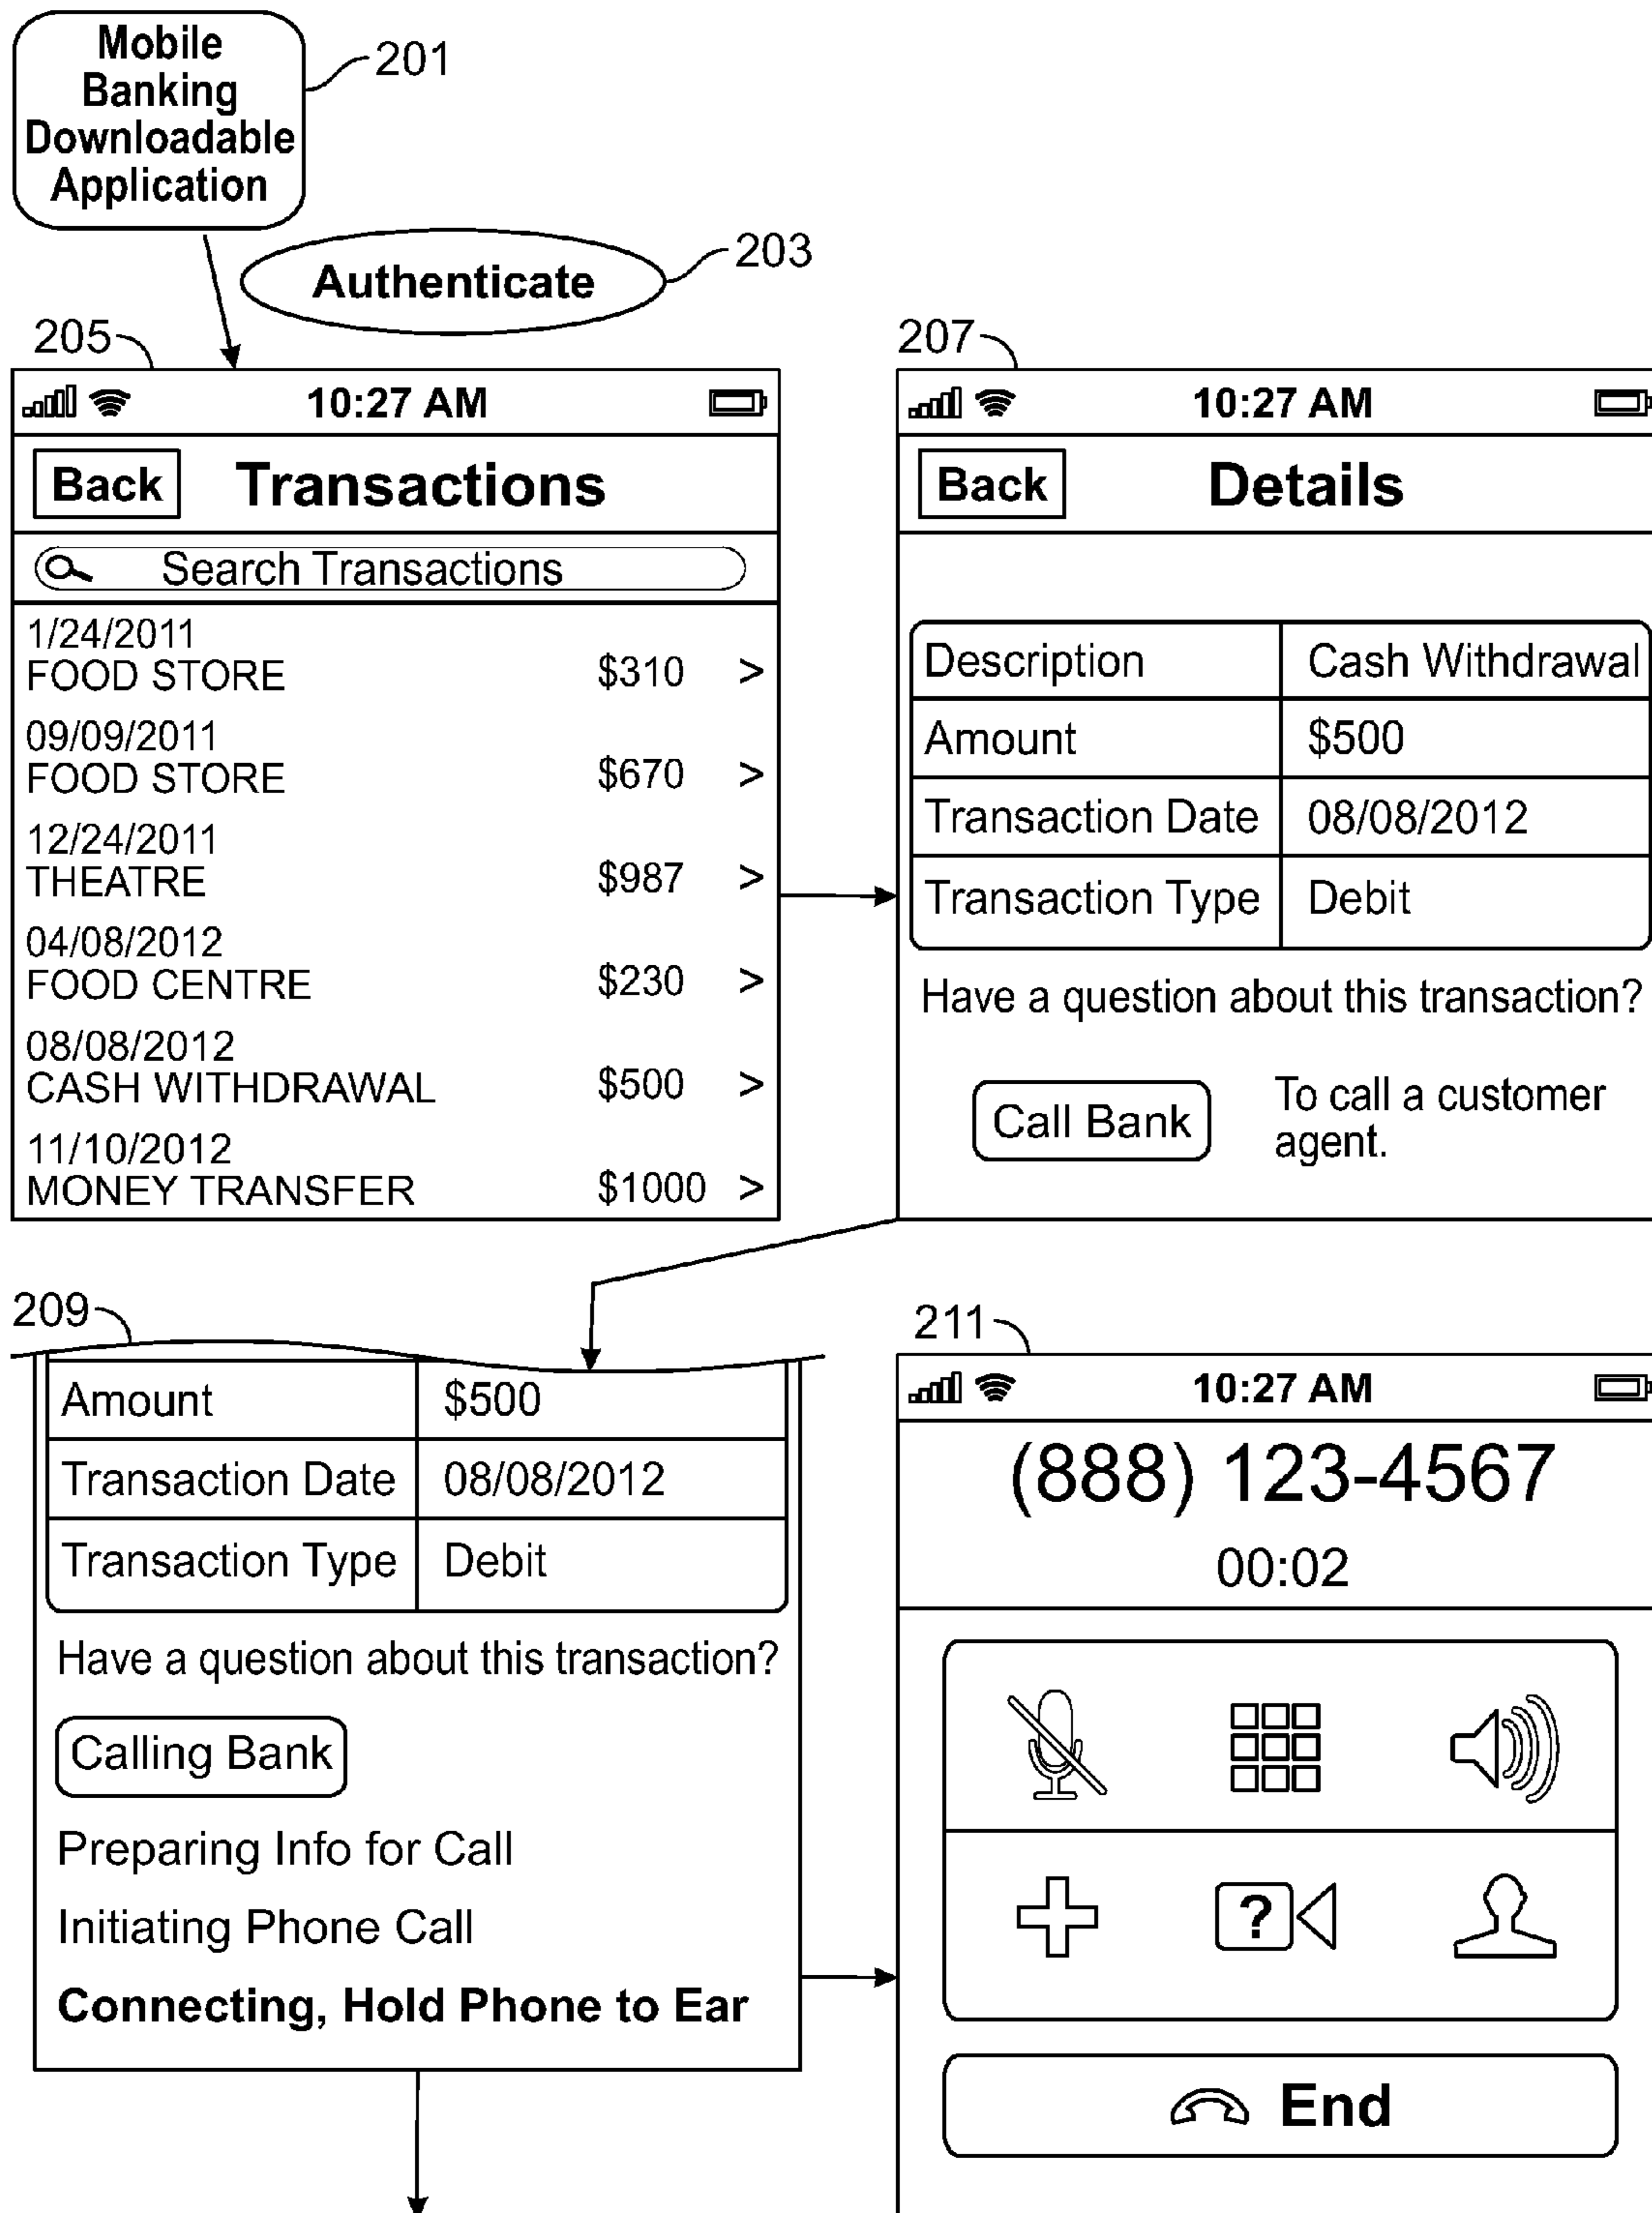 Mobile
Banking
Downloadable
Application
201
Authenticate
203
205
10:27 AM
Back Transactions
Search Transactions
1/24/2011
FOOD STORE $310 >
09/09/2011
FOOD STORE $670 >
12/24/2011
THEATRE $987 >
04/08/2012
FOOD CENTRE $230 >
08/08/2012
CASH WITHDRAWAL $500 >
11/10/2012
MONEY TRANSFER $1000 >
207
10:27 AM
Back Details
Description Cash Withdrawal
Amount $500
Transaction Date 08/08/2012
Transaction Type Debit
Have a question about this transaction?
Call Bank
To call a customer
agent.
209
Amount $500
Transaction Date 08/08/2012
Transaction Type Debit
Have a question about this transaction?
Calling Bank
Preparing Info for Call
Initiating Phone Call
Connecting, Hold Phone to Ear
211
10:27 AM
(888) 123-4567
00:02
?
End